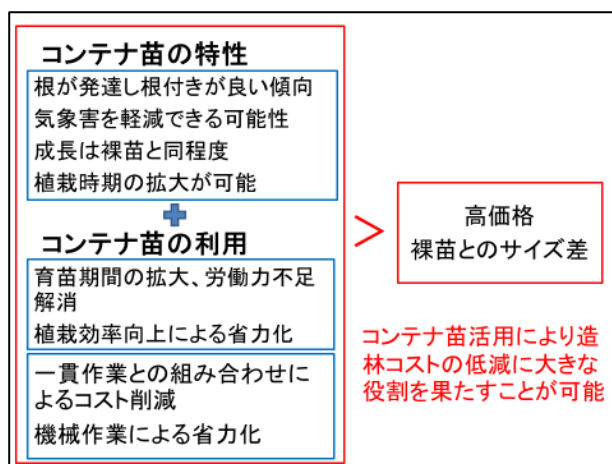 コンテナ苗の特性
根が発達し根付きが良い傾向
気象害を軽減できる可能性
成長は裸苗と同程度
植栽時期の拡大が可能
コンテナ苗の利用
育苗期間の拡大、労働力不足
解消
植栽効率向上による省力化
一貫作業との組み合わせに
よるコスト削減
機械作業による省力化
>
高価格
裸苗とのサイズ差
コンテナ苗活用により造
林コストの低減に大きな
役割を果たすことが可能